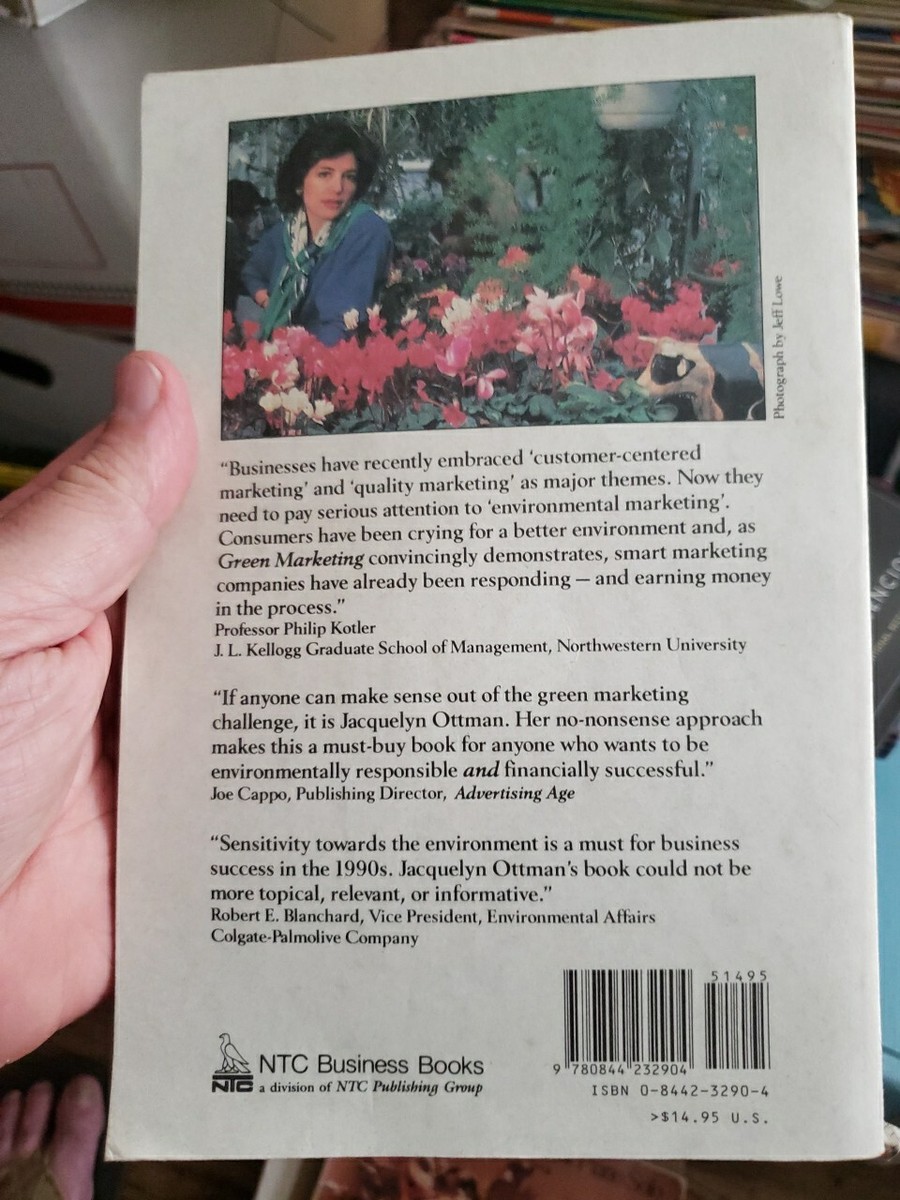 Photograph by Jeff Lowe
“Businesses have recently embraced ‘customer-centered
marketing’ and ‘quality marketing’ as major themes. Now they
need to pay serious attention to ‘environmental marketing’.
Consumers have been crying for a better environment and, as
Green Marketing convincingly demonstrates, smart marketing
companies have already been responding — and earning money
in the process.”
Professor Philip Kotler
J. L. Kellogg Graduate School of Management, Northwestern University
“If anyone can make sense out of the green marketing
challenge, it is Jacquelyn Ottman. Her no-nonsense approach
makes this a must-buy book for anyone who wants to be
environmentally responsible and financially successful.”
Joe Cappo, Publishing Director, Advertising Age
“Sensitivity towards the environment is a must for business
success in the 1990s. Jacquelyn Ottman’s book could not be
more topical, relevant, or informative.”
Robert E. Blanchard, Vice President, Environmental Affairs
Colgate-Palmolive Company
51495
9 780844 232904
ISBN 0-8442-3290-4
>$14.95 U.S.
NTC
NTC Business Books
a division of NTC Publishing Group